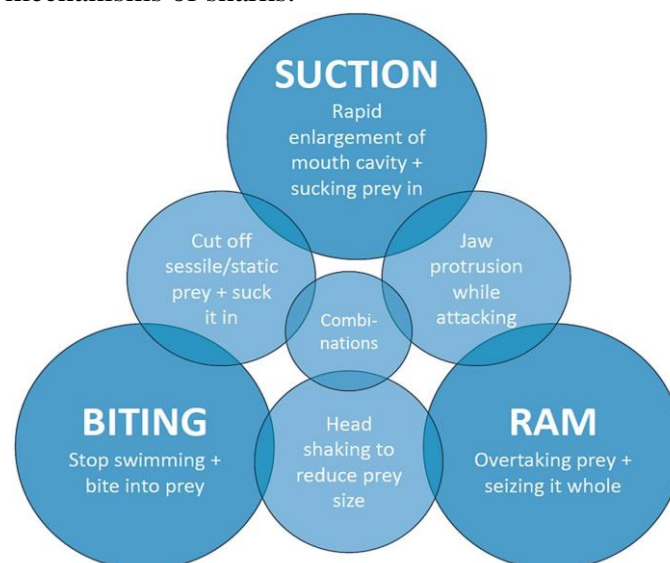 mechanisms of sharks.
SUCTION
Rapid
enlargement of
mouth cavity +
sucking prey in
Cut off
sessile/static
prey + suck
it in
Jaw
protrusion
while
attacking
Combi-
nations
BITING
Stop swimming +
bite into prey
Head
shaking to
reduce prey
size
RAM
Overtaking prey +
seizing it whole